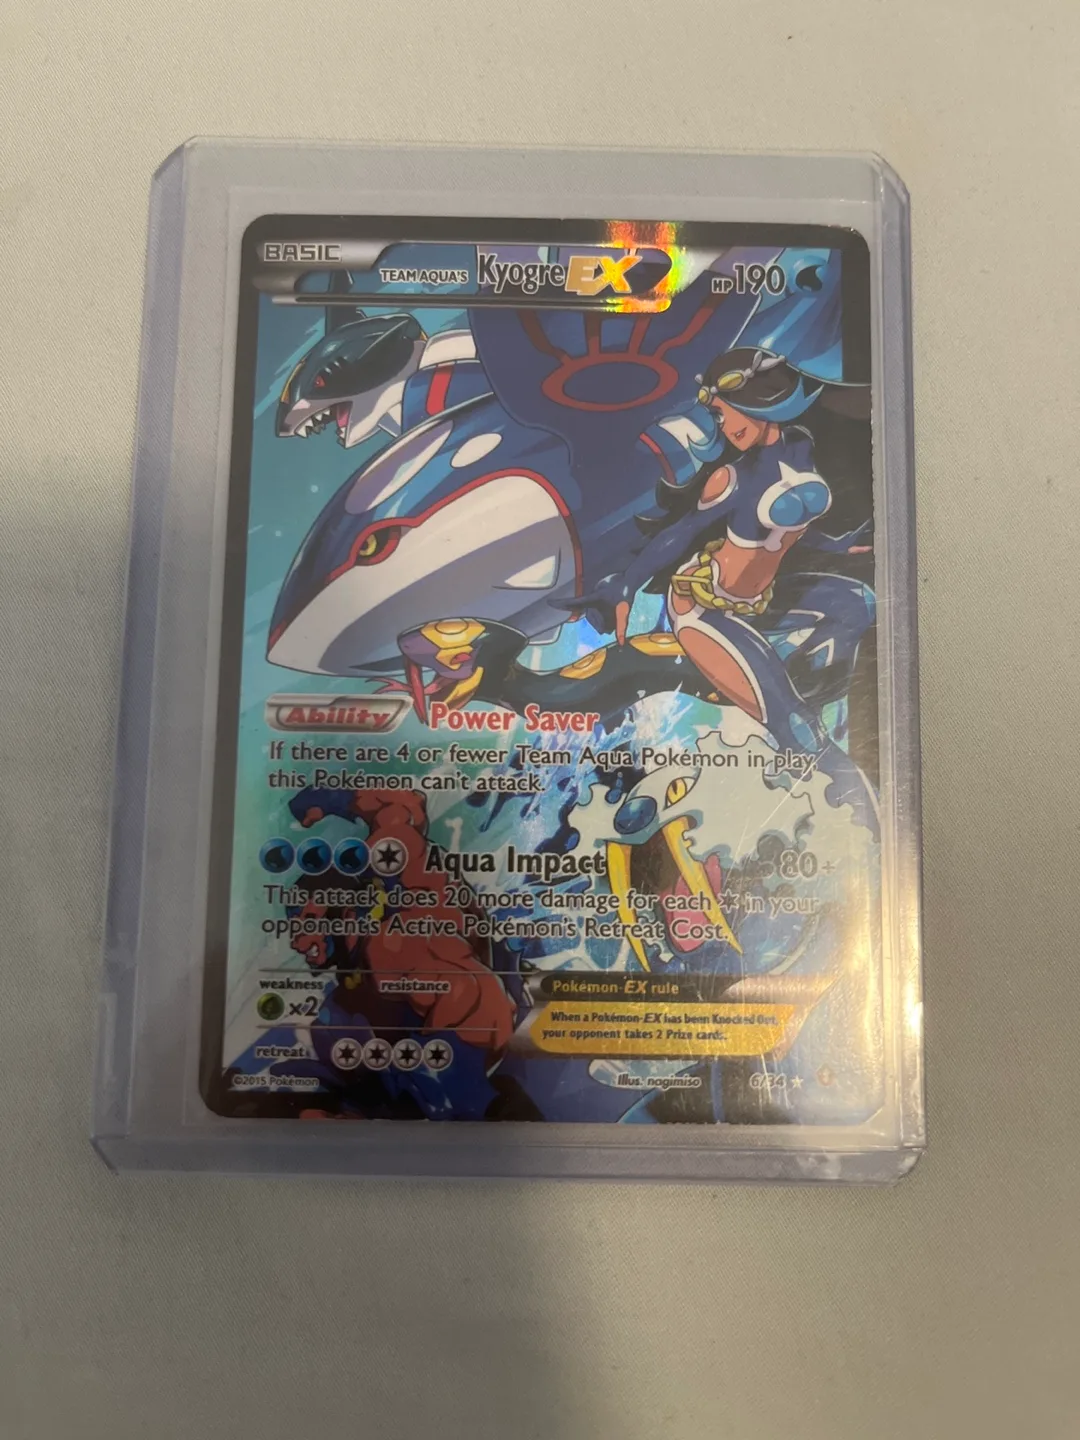 BASIC
TEAM AQUA'S Kyogre EX HP190
Ability Power Saver
If there are 4 or fewer Team Aqua Pokémon in play,
this Pokémon can't attack.
Aqua Impact 80+
This attack does 20 more damage for each in your
opponent's Active Pokémon's Retreat Cost.
weakness resistance
×2
Pokémon-EX rule
When a Pokémon-EX has been Knocked Out,
your opponent takes 2 Prize cards.
retreat
©2015 Pokémon
Illus. nagimiso 6/34